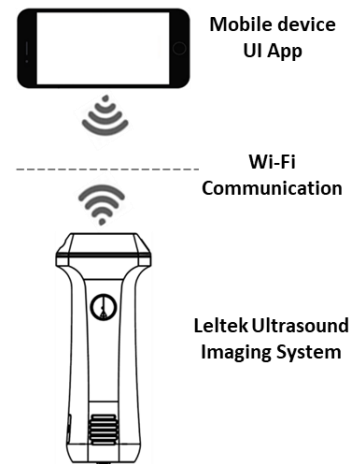 Mobile device
UI App
Wi-Fi
Communication
Leltek Ultrasound
Imaging System